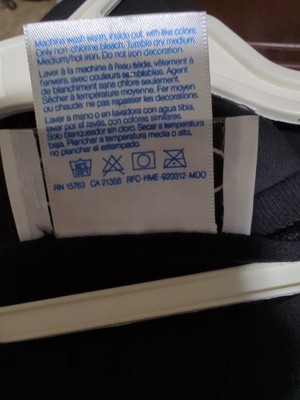 Machine wash warm, inside out, with like colors.
Only non-chlorine bleach. Tumble dry medium.
Medium/hot iron. Do not iron decoration.
Laver à la machine à l'eau tiède, vêtement à
l'envers, avec couleurs semblables. Agent
de blanchiment sans chlore seulement.
Sécher à température moyenne. Fer moyen
ou chaude: ne pas repasser les decorations.
Lavar a mano o en lavadora con agua tibia,
lavar por el revés, con colores similares.
Solo blanqueador sin cloro. Secar a temperatura
baja. Planchar a temperatura media o alta,
no planchar el estampado.
RN 15763 CA 21358 RFC-HME-920312-MDO